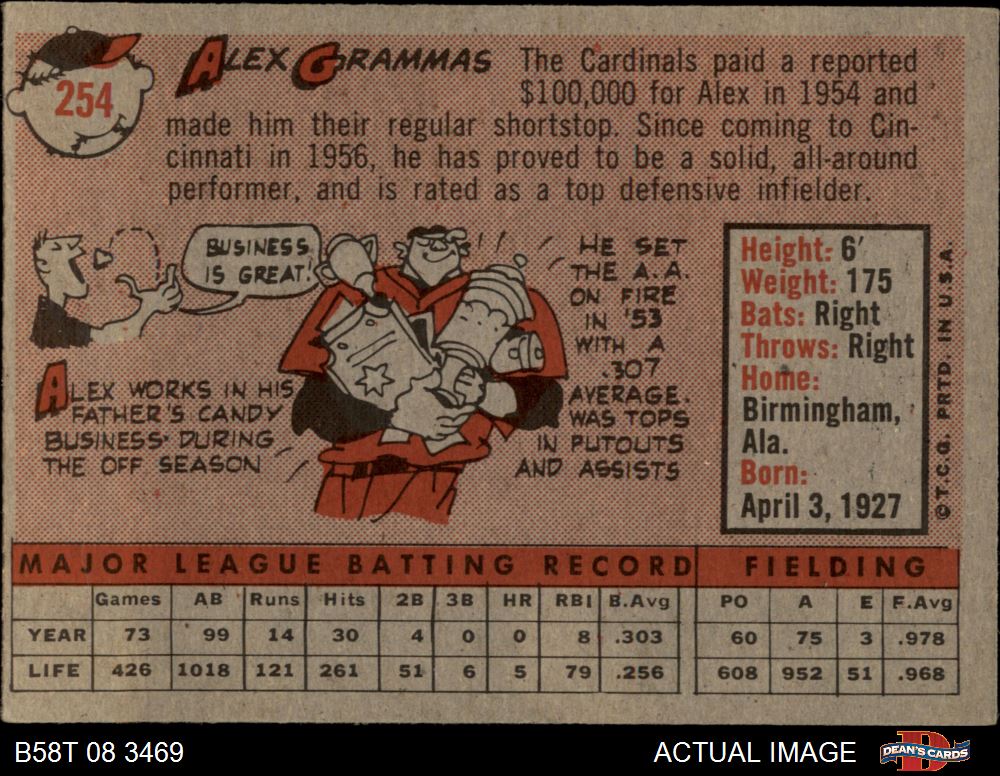 254
ALEX GRAMMAS
The Cardinals paid a reported
$100,000 for Alex in 1954 and
made him their regular shortstop. Since coming to Cin-
cinnati in 1956, he has proved to be a solid, all-around
performer, and is rated as a top defensive infielder.
BUSINESS
IS GREAT!
ALEX WORKS IN HIS
FATHER'S CANDY
BUSINESS DURING
THE OFF SEASON
HE SET
THE A.A.
ON FIRE
IN '53
WITH A
.307
AVERAGE.
WAS TOPS
IN PUTOUTS
AND ASSISTS
Height: 6'
Weight: 175
Bats: Right
Throws: Right
Home:
Birmingham,
Ala.
Born:
April 3, 1927
©T.C.G. PRTD. IN U.S.A.
MAJOR LEAGUE BATTING RECORD FIELDING
Games AB Runs Hits 2B 3B HR RBI B.Avg PO A E F.Avg
YEAR 73 99 14 30 4 0 0 8 .303 60 75 3 .978
LIFE 426 1018 121 261 51 6 5 79 .256 608 952 51 .968
B58T 08 3469 ACTUAL IMAGE DEAN'S CARDS